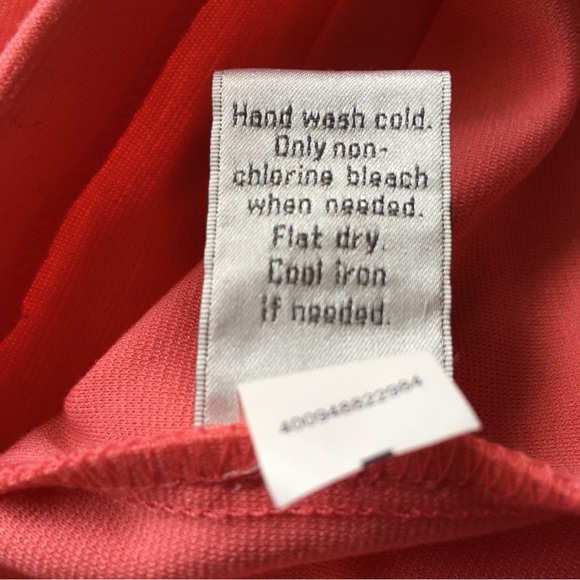 Hand wash cold.
Only non-
chlorine bleach
when needed.
Flat dry.
Cool iron
if needed.
400948822984